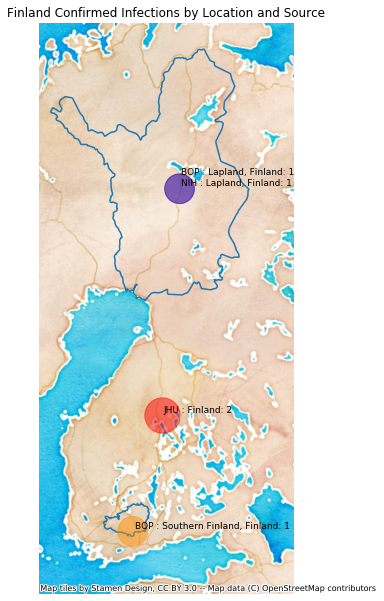 Finland Confirmed Infections by Location and Source
BOP : Lapland, Finland: 1
NIH : Lapland, Finland: 1
JHU : Finland: 2
BOP : Southern Finland, Finland: 1
Map tiles by Stamen Design, CC BY 3.0 -- Map data (C) OpenStreetMap contributors